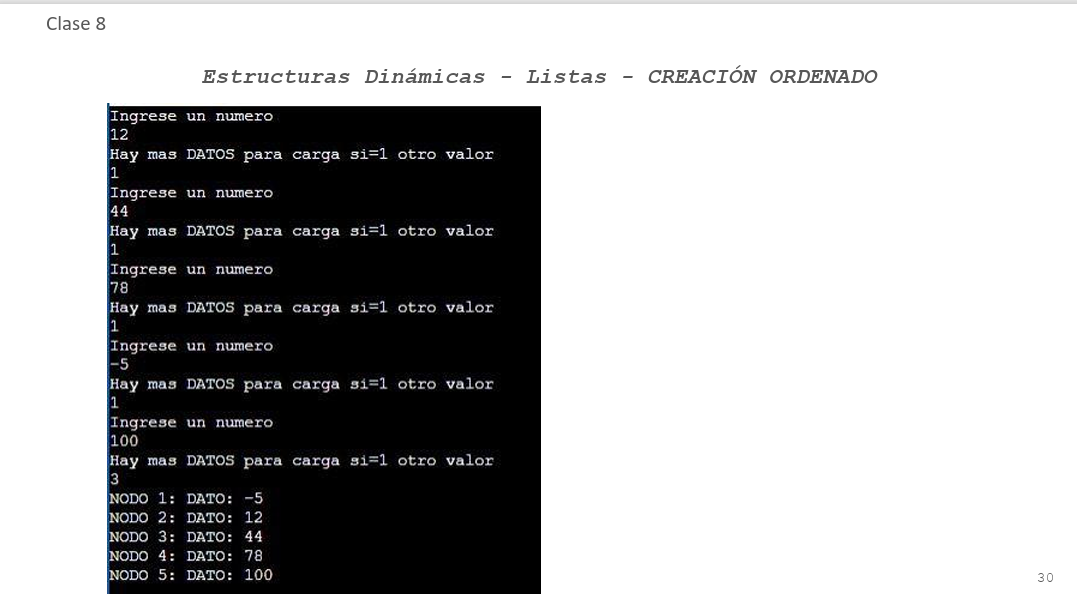 Clase 8
Estructuras Dinámicas - Listas - CREACIÓN ORDENADO
Ingrese un numero
12
Hay mas DATOS para carga si=1 otro valor
1
Ingrese un numero
44
Hay mas DATOS para carga si=1 otro valor
1
Ingrese un numero
78
Hay mas DATOS para carga si=1 otro valor
1
Ingrese un numero
-5
Hay mas DATOS para carga si=1 otro valor
1
Ingrese un numero
100
Hay mas DATOS para carga si=1 otro valor
3
NODO 1: DATO: -5
NODO 2: DATO: 12
NODO 3: DATO: 44
NODO 4: DATO: 78
NODO 5: DATO: 100
30